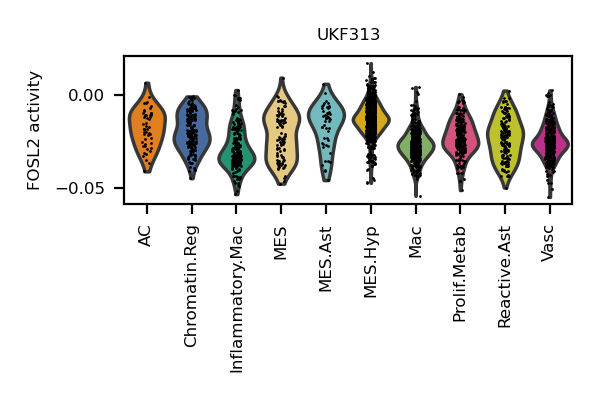 UKF313
FOSL2 activity
0.00
−0.05
AC
Chromatin.Reg
Inflammatory.Mac
MES
MES.Ast
MES.Hyp
Mac
Prolif.Metab
Reactive.Ast
Vasc